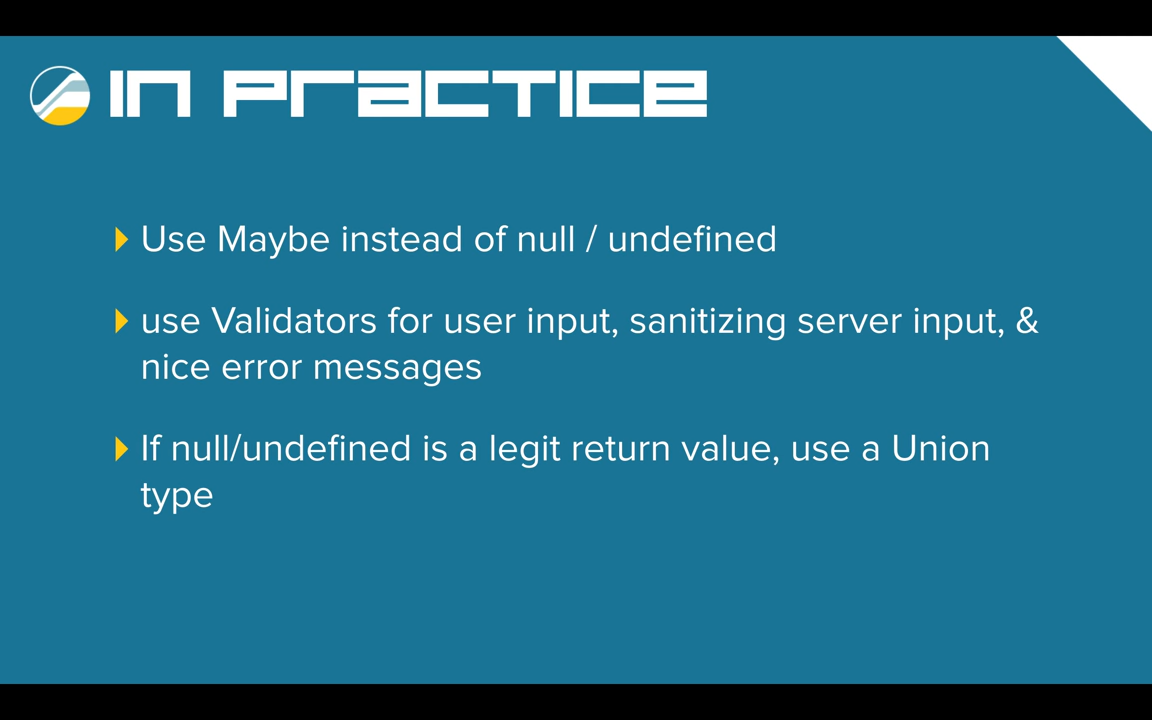 In Practice
Use Maybe instead of null / undefined
use Validators for user input, sanitizing server input, &
nice error messages
If null/undefined is a legit return value, use a Union
type